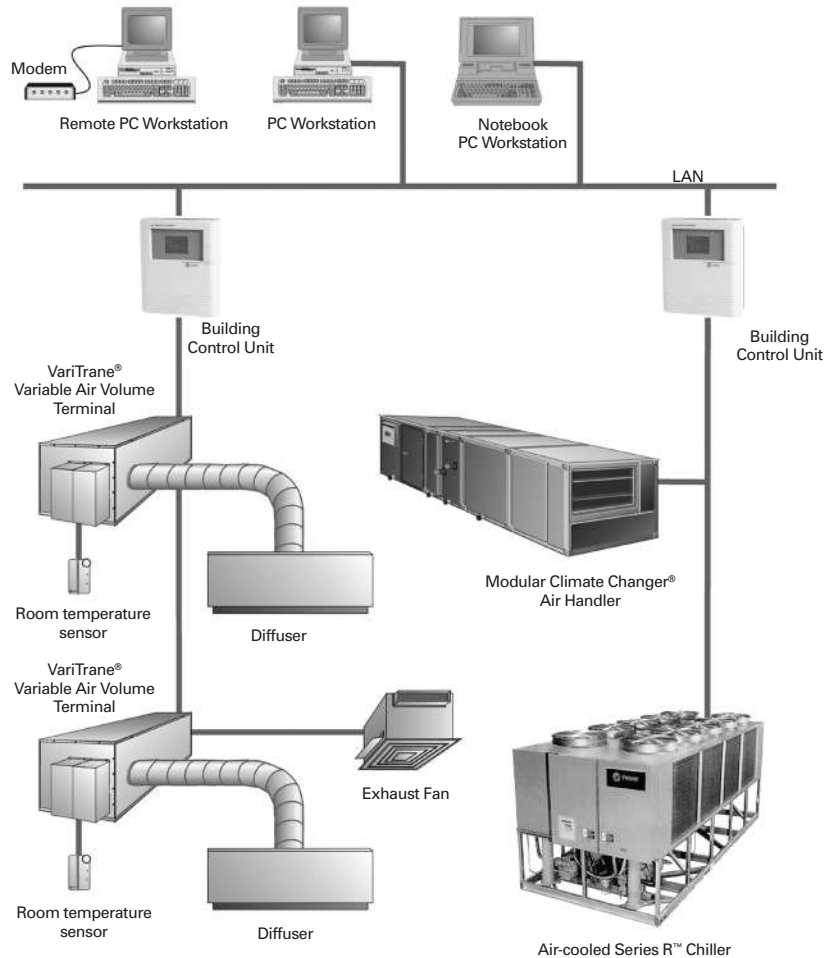 Modem
Remote PC Workstation
PC Workstation
Notebook
PC Workstation
LAN
Building
Control Unit
Building
Control Unit
VariTrane®
Variable Air Volume
Terminal
Modular Climate Changer®
Air Handler
Room temperature
sensor
Diffuser
VariTrane®
Variable Air Volume
Terminal
Exhaust Fan
TRANE
Room temperature
sensor
Diffuser
Air-cooled Series R™ Chiller